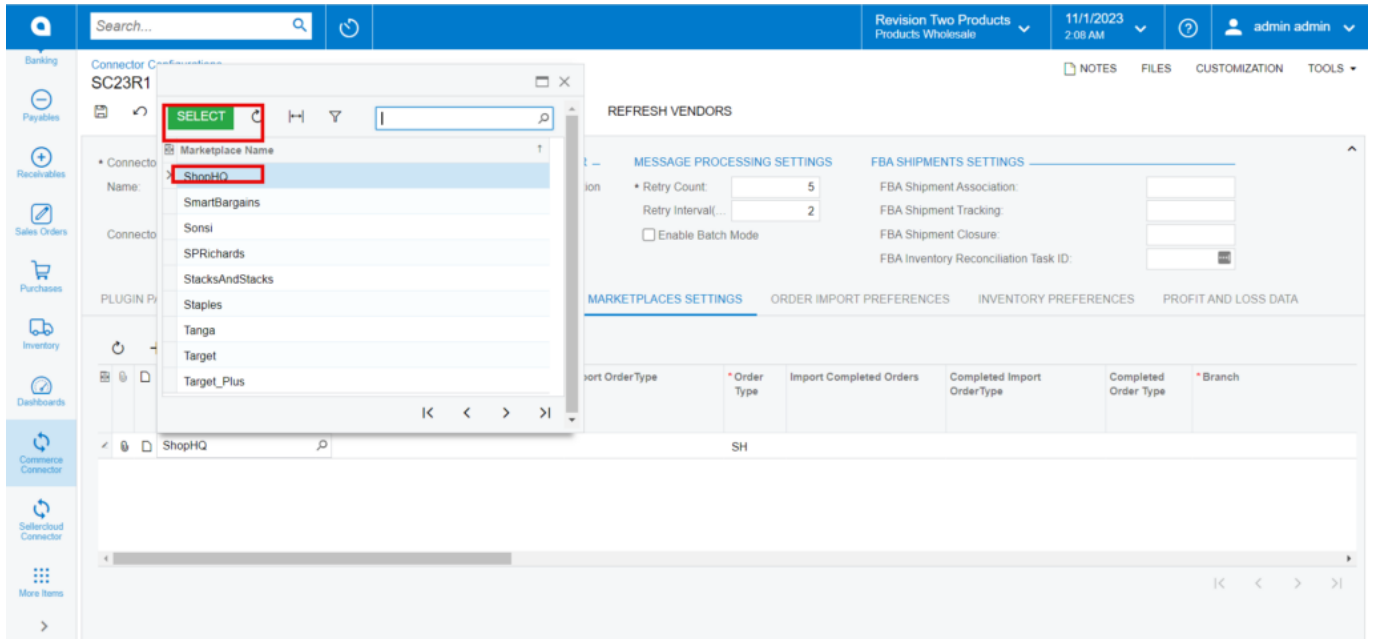 Search...
Revision Two Products
Products Wholesale
11/1/2023
2:08 AM
admin admin
Banking
Payables
Receivables
Sales Orders
Purchases
Inventory
Dashboards
Commerce
Connector
Sellercloud
Connector
More Items
Connector
SC23R1
NOTES FILES CUSTOMIZATION TOOLS
REFRESH VENDORS
SELECT
Marketplace Name
ShopHQ
SmartBargains
Sonsi
SPRichards
StacksAndStacks
Staples
Tanga
Target
Target_Plus
• Connecto
Name:
Connecto
ion
MESSAGE PROCESSING SETTINGS
• Retry Count: 5
Retry Interval(... 2
Enable Batch Mode
FBA SHIPMENTS SETTINGS
FBA Shipment Association:
FBA Shipment Tracking:
FBA Shipment Closure:
FBA Inventory Reconciliation Task ID:
PLUGIN PA
MARKETPLACES SETTINGS ORDER IMPORT PREFERENCES INVENTORY PREFERENCES PROFIT AND LOSS DATA
port OrderType
*Order
Type
Import Completed Orders
Completed Import
OrderType
Completed
Order Type
*Branch
ShopHQ SH